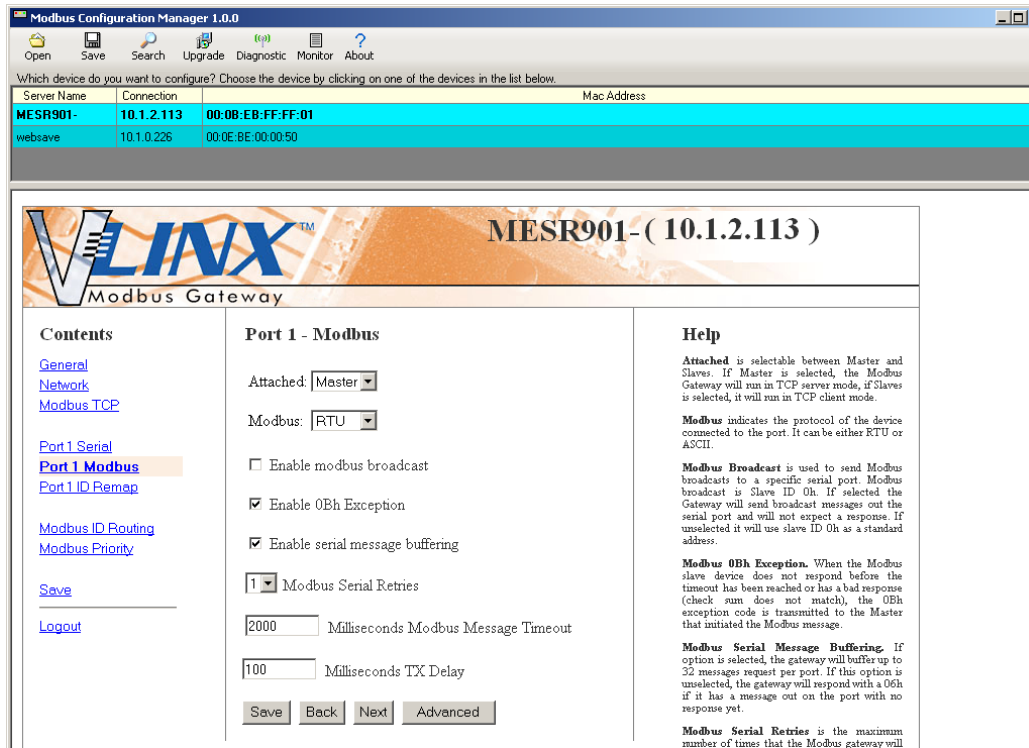 Modbus Configuration Manager 1.0.0
Open Save Search Upgrade Diagnostic Monitor About
Which device do you want to configure? Choose the device by clicking on one of the devices in the list below.
Server Name Connection Mac Address
MESR901- 10.1.2.113 00:0B:EB:FF:FF:01
websave 10.1.0.226 00:0E:BE:00:00:50
VLINX™
Modbus Gateway
MESR901- ( 10.1.2.113 )
Contents
General
Network
Modbus TCP
Port 1 Serial
Port 1 Modbus
Port 1 ID Remap
Modbus ID Routing
Modbus Priority
Save
Logout
Port 1 - Modbus
Attached: Master
Modbus: RTU
Enable modbus broadcast
Enable 0Bh Exception
Enable serial message buffering
1 Modbus Serial Retries
2000 Milliseconds Modbus Message Timeout
100 Milliseconds TX Delay
Save Back Next Advanced
Help
Attached is selectable between Master and
Slaves. If Master is selected, the Modbus
Gateway will run in TCP server mode, if Slaves
is selected, it will run in TCP client mode.
Modbus indicates the protocol of the device
connected to the port. It can be either RTU or
ASCII.
Modbus Broadcast is used to send Modbus
broadcasts to a specific serial port. Modbus
broadcast is Slave ID 0h. If selected the
Gateway will send broadcast messages out the
serial port and will not expect a response. If
unselected it will use slave ID 0h as a standard
address.
Modbus 0Bh Exception. When the Modbus
slave device does not respond before the
timeout has been reached or has a bad response
(check sum does not match), the 0Bh
exception code is transmitted to the Master
that initiated the Modbus message.
Modbus Serial Message Buffering. If
option is selected, the gateway will buffer up to
32 messages request per port. If this option is
unselected, the gateway will respond with a 06h
if it has a message out on the port with no
response yet.
Modbus Serial Retries is the maximum
number of times that the Modbus gateway will